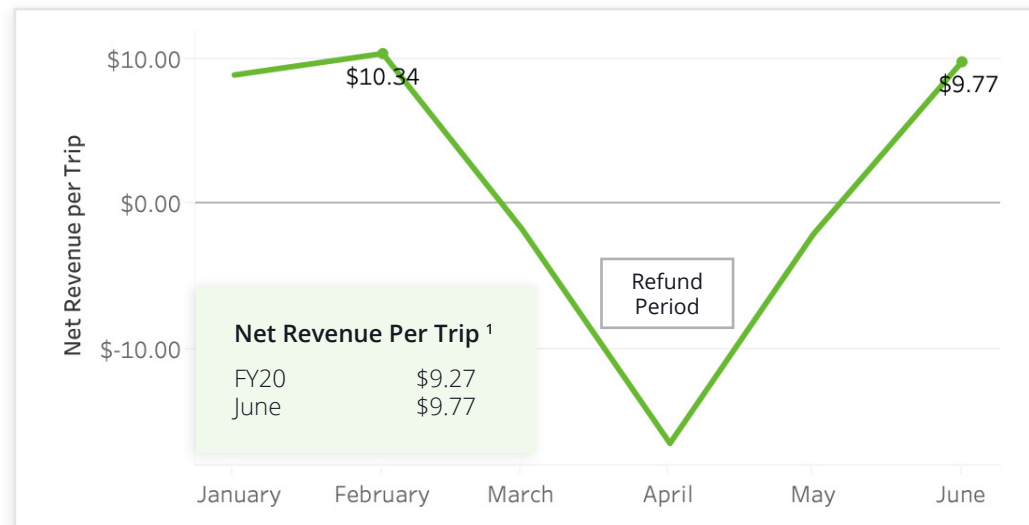 $10.00
$10.34
$9.77
Net Revenue per Trip
$0.00
Refund
Period
$-10.00
Net Revenue Per Trip ¹
FY20 $9.27
June $9.77
January February March April May June